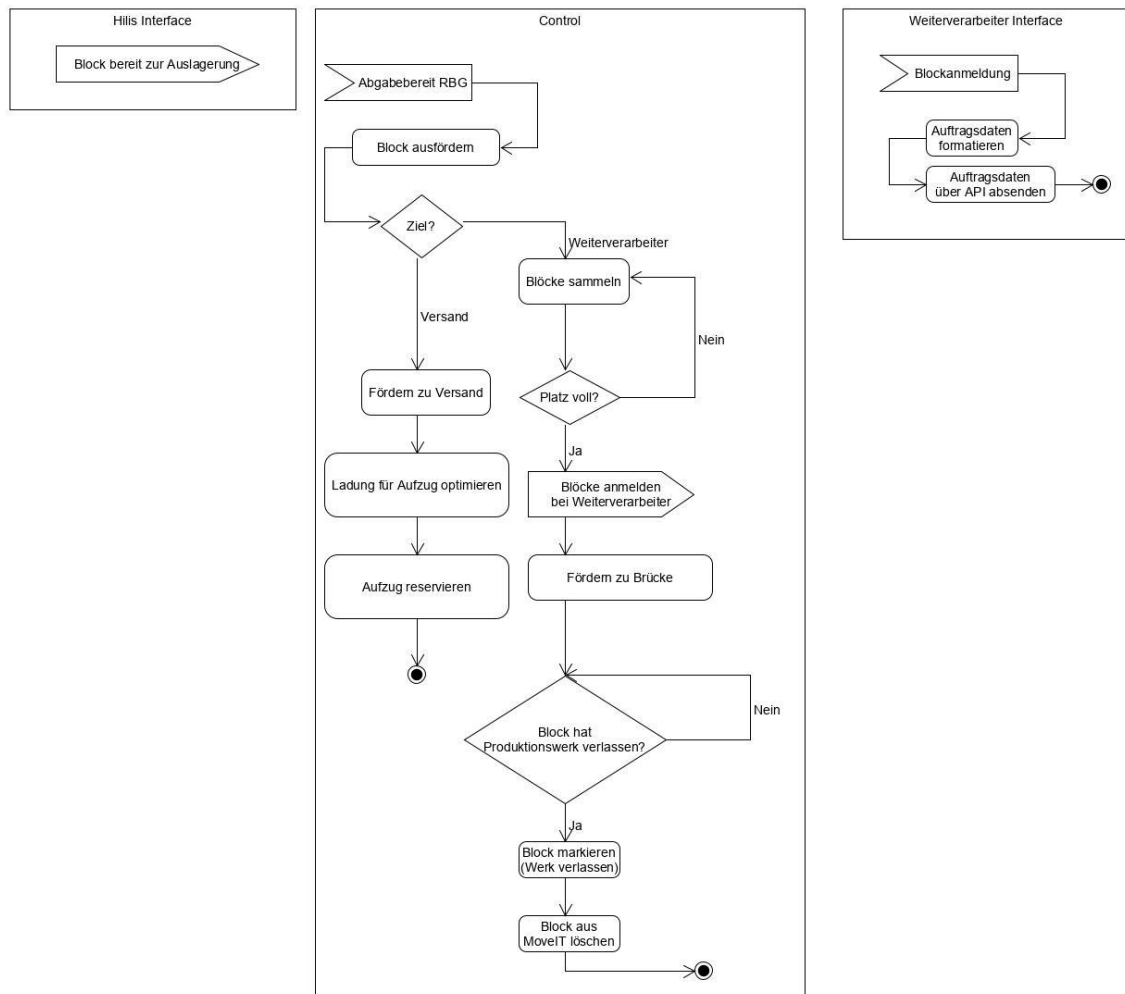 Hilis Interface
Block bereit zur Auslagerung
Control
Abgabebereit RBG
Block ausfördern
Ziel?
Weiterverarbeiter
Blöcke sammeln
Versand
Nein
Fördern zu Versand
Platz voll?
Ja
Ladung für Aufzug optimieren
Blöcke anmelden
bei Weiterverarbeiter
Aufzug reservieren
Fördern zu Brücke
Nein
Block hat
Produktionswerk verlassen?
Ja
Block markieren
(Werk verlassen)
Block aus
MoveIT löschen
Weiterverarbeiter Interface
Blockanmeldung
Auftragsdaten
formatieren
Auftragsdaten
über API absenden